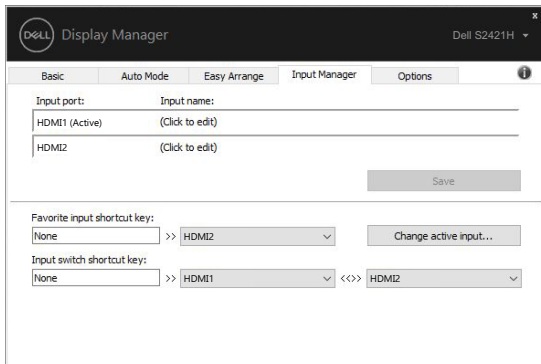 x
DELL Display Manager Dell S2421H
Basic Auto Mode Easy Arrange Input Manager Options i
Input port: Input name:
HDMI1 (Active) (Click to edit)
HDMI2 (Click to edit)
Save
Favorite input shortcut key:
None >> HDMI2 Change active input...
Input switch shortcut key:
None >> HDMI1 <<>> HDMI2